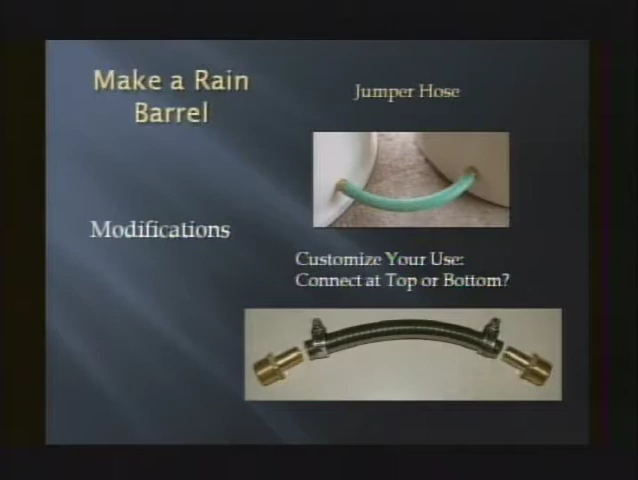 Make a Rain
Barrel
Jumper Hose
Modifications
Customize Your Use:
Connect at Top or Bottom?